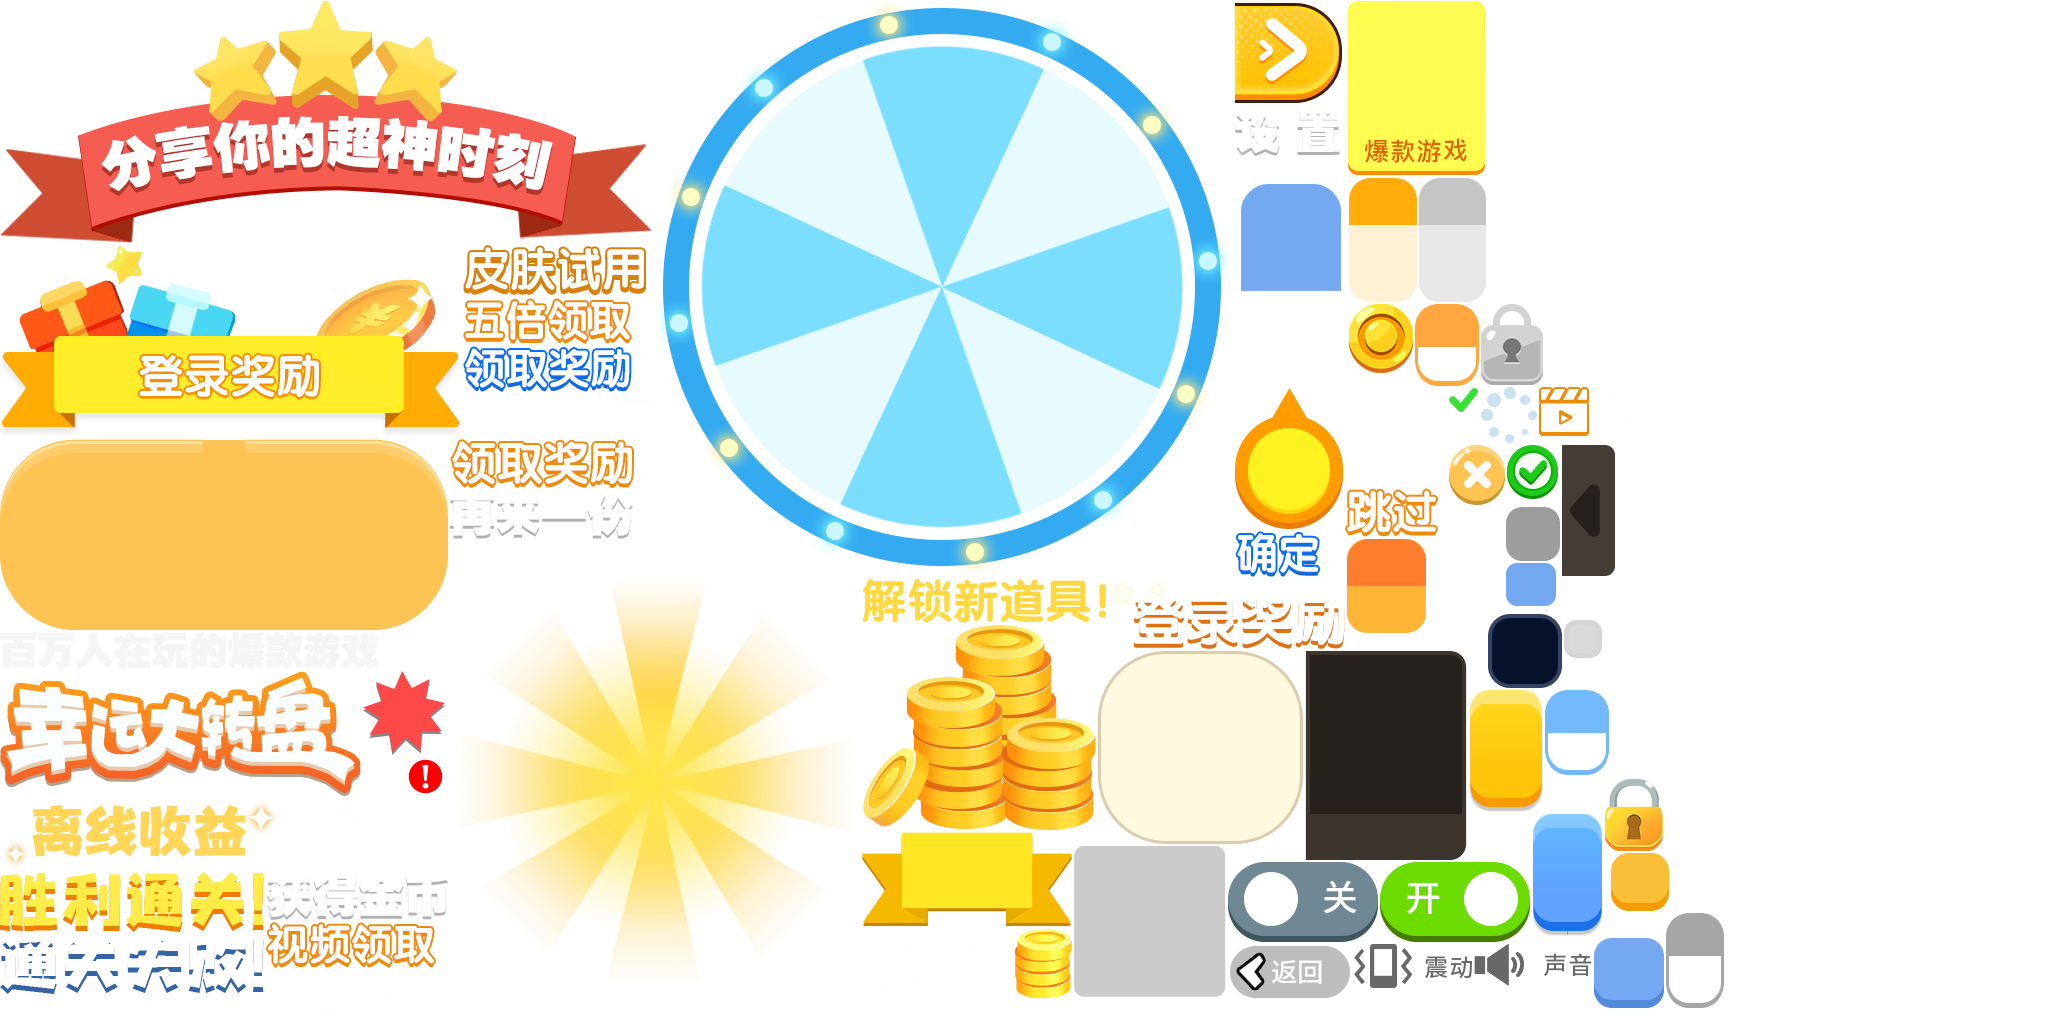 分享你的超神时刻
设 置
爆款游戏
皮肤试用
五倍领取
领取奖励
登录奖励
领取奖励
再来一份
跳过
确定
解锁新道具!
登录奖励
百万人在玩的爆款游戏
幸运大转盘
!
离线收益
胜利通关!
获得金币
视频领取
通关失败!
关
开
返回
震动
声音